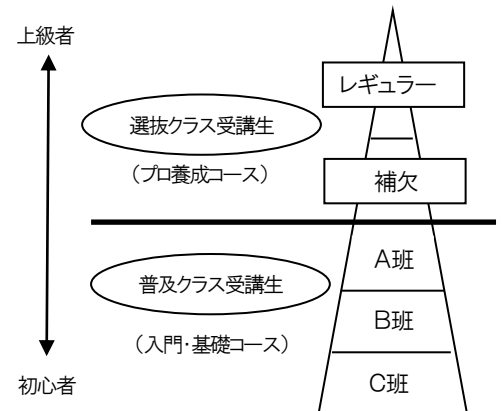 上級者
レギュラー
選抜クラス受講生
(プロ養成コース)
補欠
A班
普及クラス受講生
B班
(入門・基礎コース)
初心者
C班